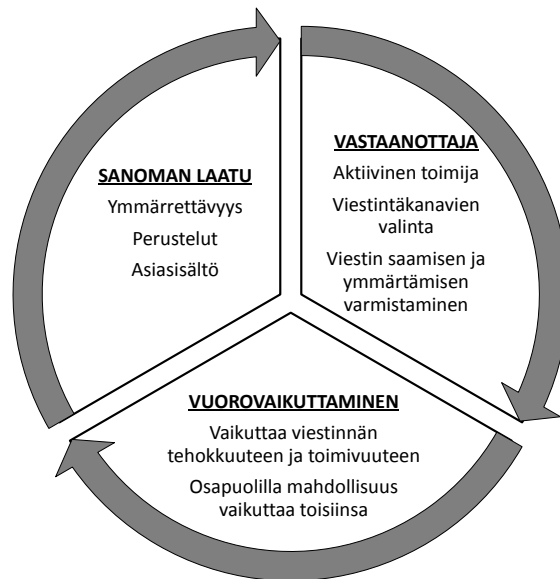 SANOMAN LAATU
Ymmärrettävyys
Perustelut
Asiasisältö
VASTAANOTTAJA
Aktiivinen toimija
Viestintäkanavien
valinta
Viestin saamisen ja
ymmärtämisen
varmistaminen
VUOROVAIKUTTAMINEN
Vaikuttaa viestinnän
tehokkuuteen ja toimivuuteen
Osapuolilla mahdollisuus
vaikuttaa toisiinsa